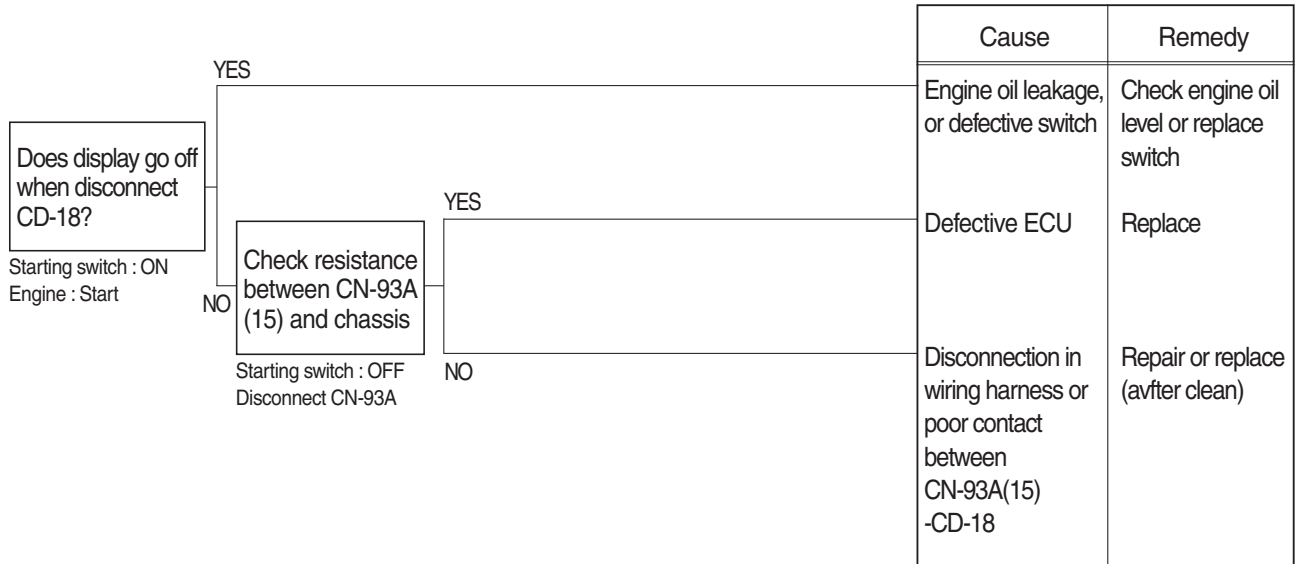 YES
Does display go off
when disconnect
CD-18?
Starting switch : ON
Engine : Start
NO
Check resistance
between CN-93A
(15) and chassis
Starting switch : OFF
Disconnect CN-93A
YES
NO
Cause
Remedy
Engine oil leakage,
or defective switch
Check engine oil
level or replace
switch
Defective ECU
Replace
Disconnection in
wiring harness or
poor contact
between
CN-93A(15)
-CD-18
Repair or replace
(avfter clean)